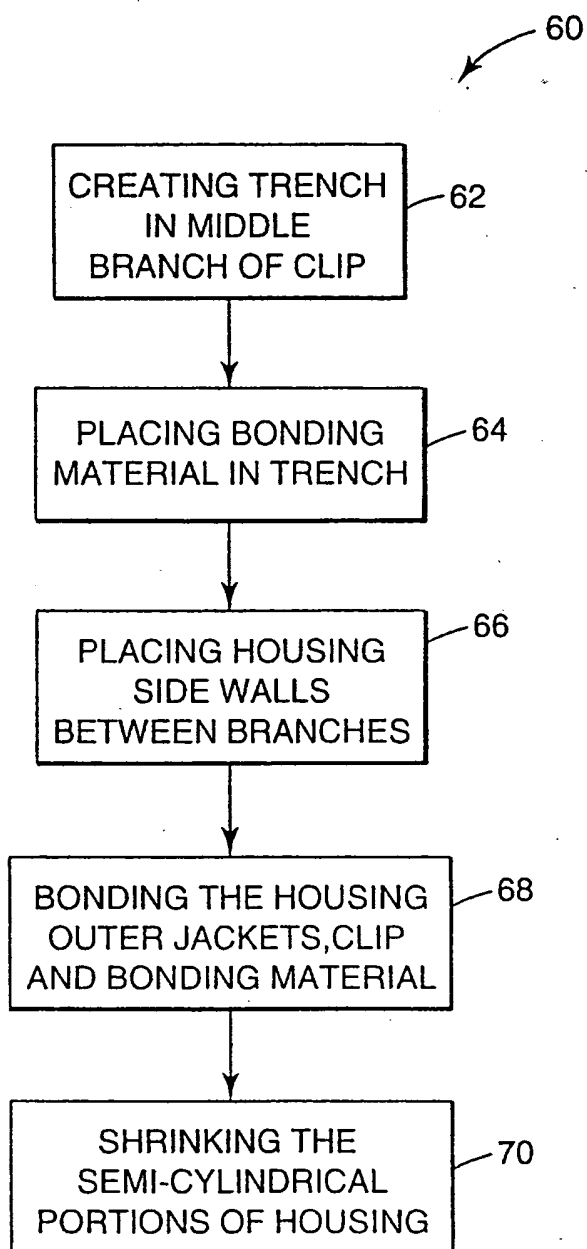 60
CREATING TRENCH
IN MIDDLE
BRANCH OF CLIP
62
PLACING BONDING
MATERIAL IN TRENCH
64
PLACING HOUSING
SIDE WALLS
BETWEEN BRANCHES
66
BONDING THE HOUSING
OUTER JACKETS,CLIP
AND BONDING MATERIAL
68
SHRINKING THE
SEMI-CYLINDRICAL
PORTIONS OF HOUSING
70